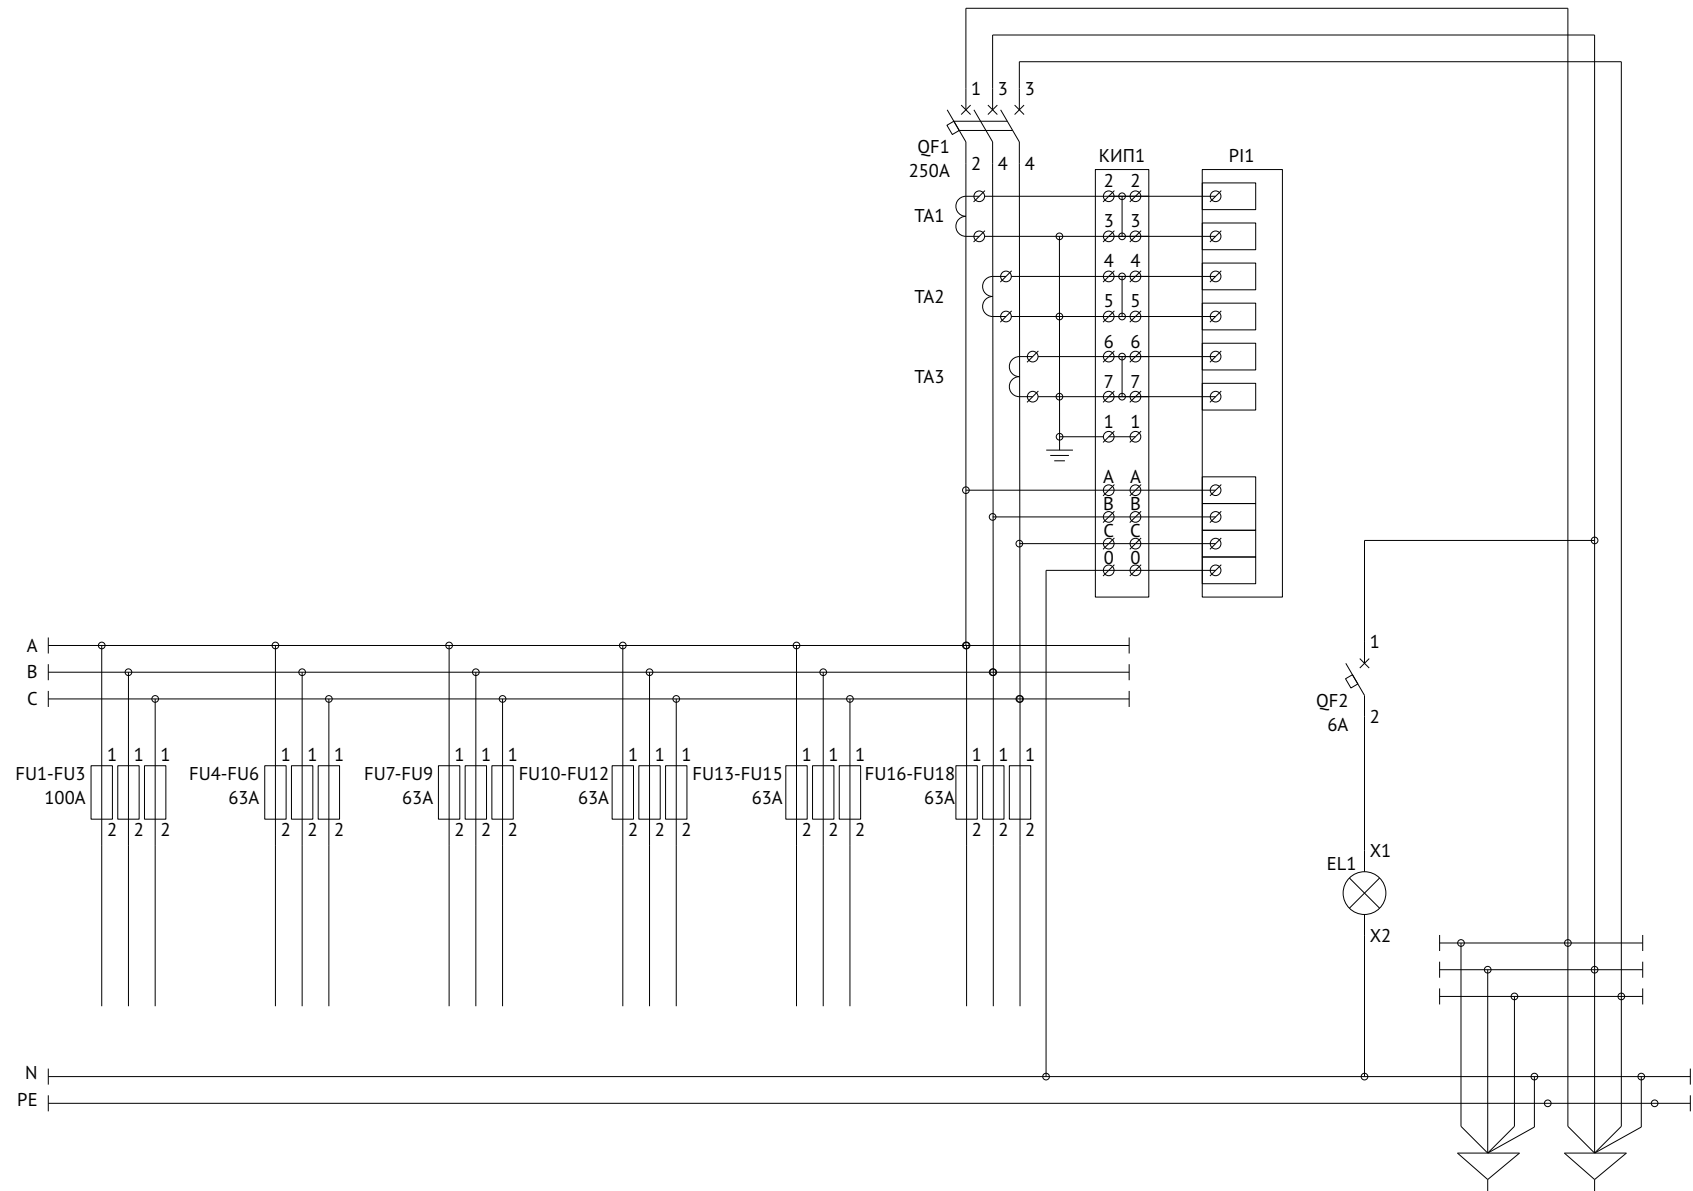 1 3 3
QF1
250A
2 4 4
КИП1
PI1
TA1
2 2
3 3
TA2
4 4
5 5
TA3
6 6
7 7
1 1
A A
B B
C C
0 0
A
B
C
1
QF2
6A
2
1 1 1 1 1 1 1 1 1 1 1 1 1 1 1 1 1 1
FU1-FU3
100A
FU4-FU6
63A
FU7-FU9
63A
FU10-FU12
63A
FU13-FU15
63A
FU16-FU18
63A
2 2 2 2 2 2 2 2 2 2 2 2 2 2 2 2 2 2
X1
EL1
X2
N
PE